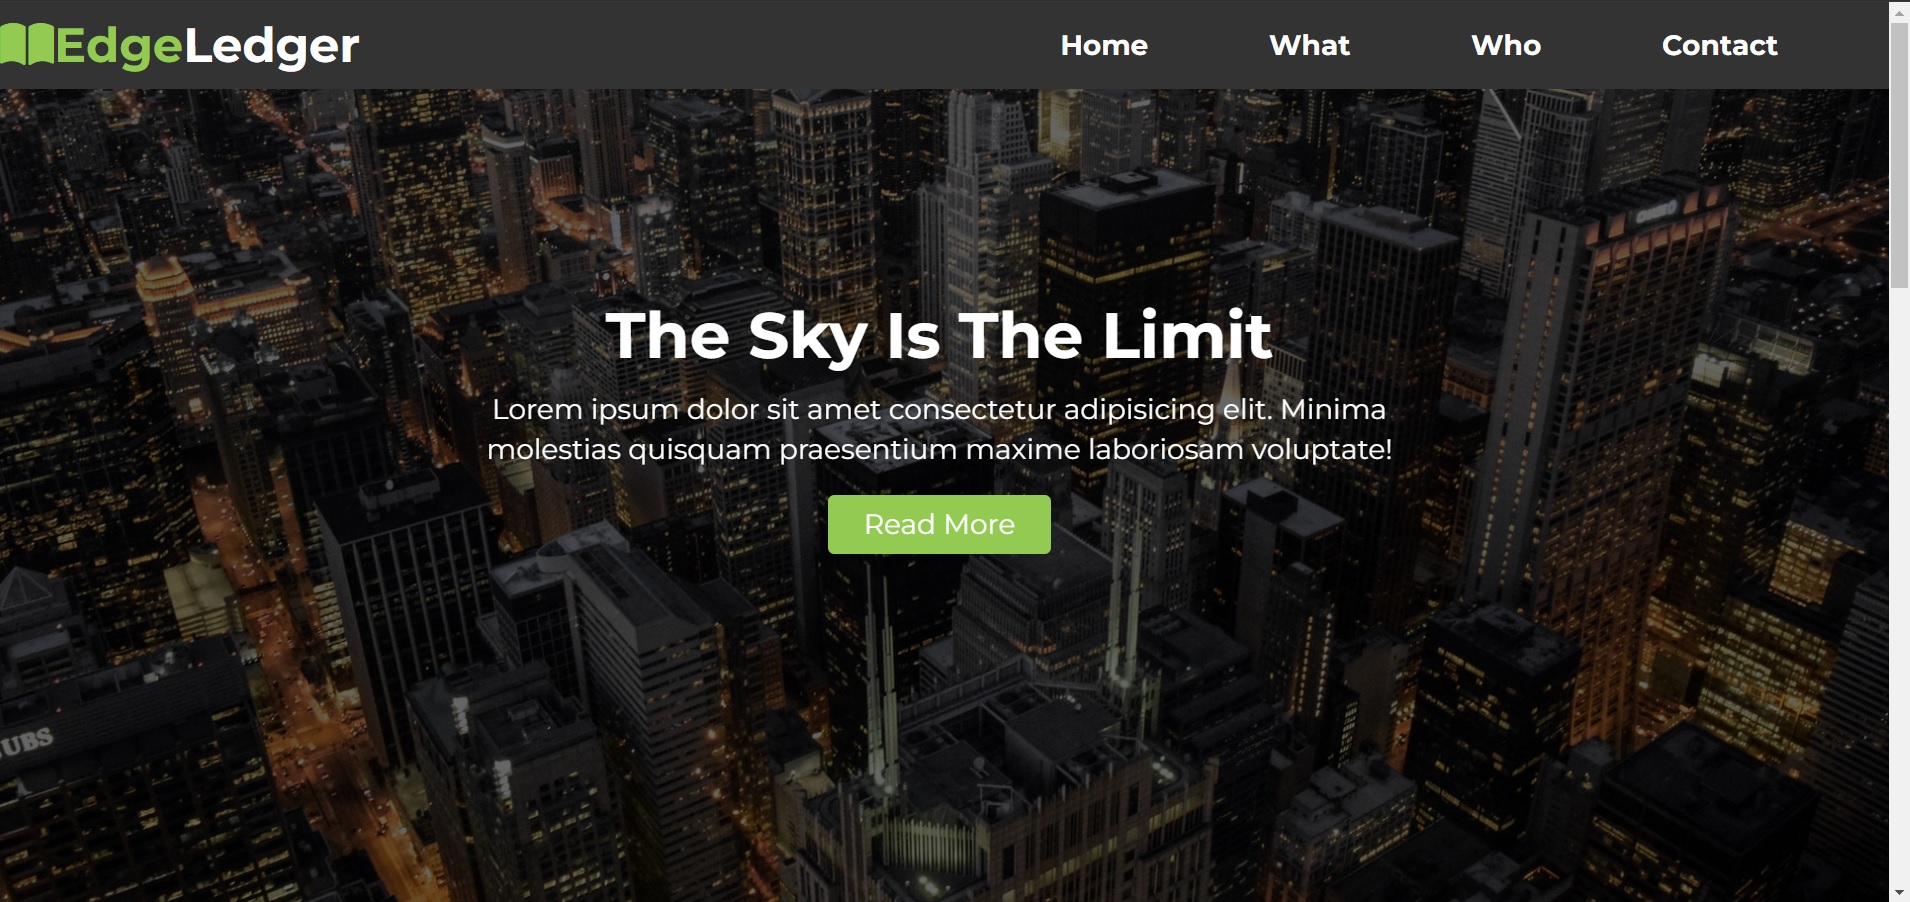 EdgeLedger
Home What Who Contact
The Sky Is The Limit
Lorem ipsum dolor sit amet consectetur adipisicing elit. Minima
molestias quisquam praesentium maxime laboriosam voluptate!
Read More
UBS